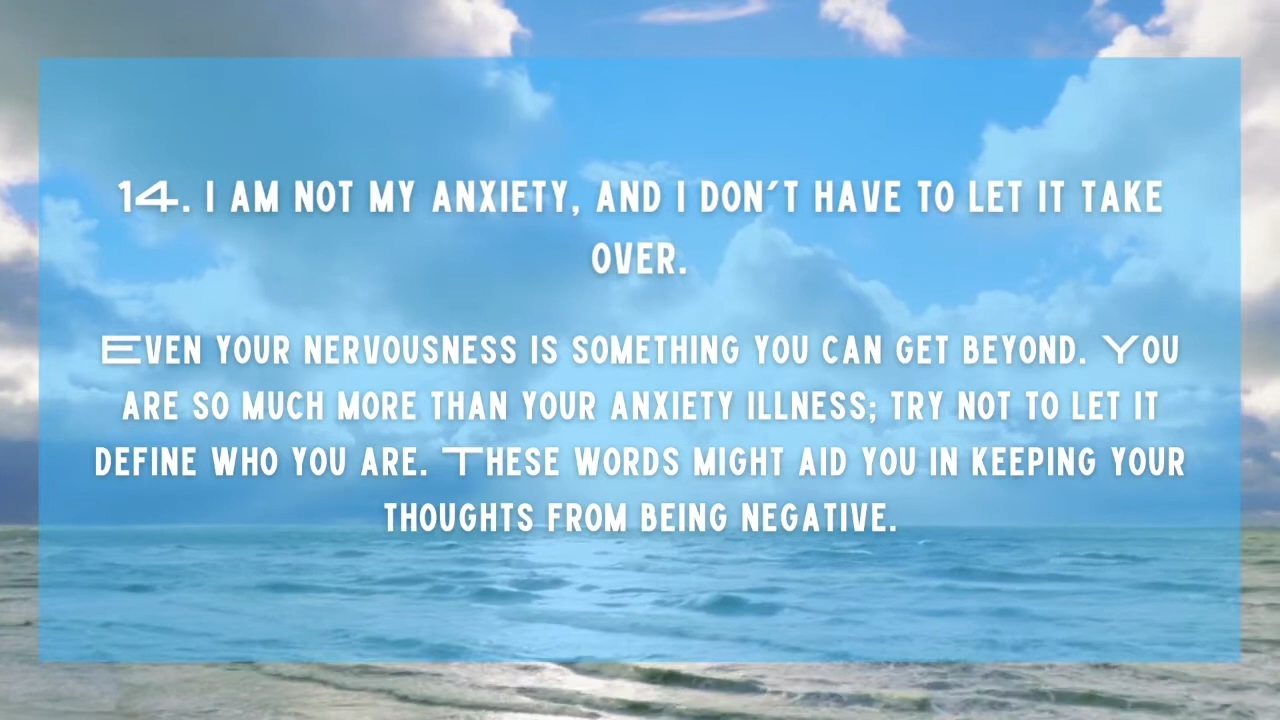 14. I AM NOT MY ANXIETY, AND I DON'T HAVE TO LET IT TAKE
OVER.
EVEN YOUR NERVOUSNESS IS SOMETHING YOU CAN GET BEYOND. YOU
ARE SO MUCH MORE THAN YOUR ANXIETY ILLNESS; TRY NOT TO LET IT
DEFINE WHO YOU ARE. THESE WORDS MIGHT AID YOU IN KEEPING YOUR
THOUGHTS FROM BEING NEGATIVE.